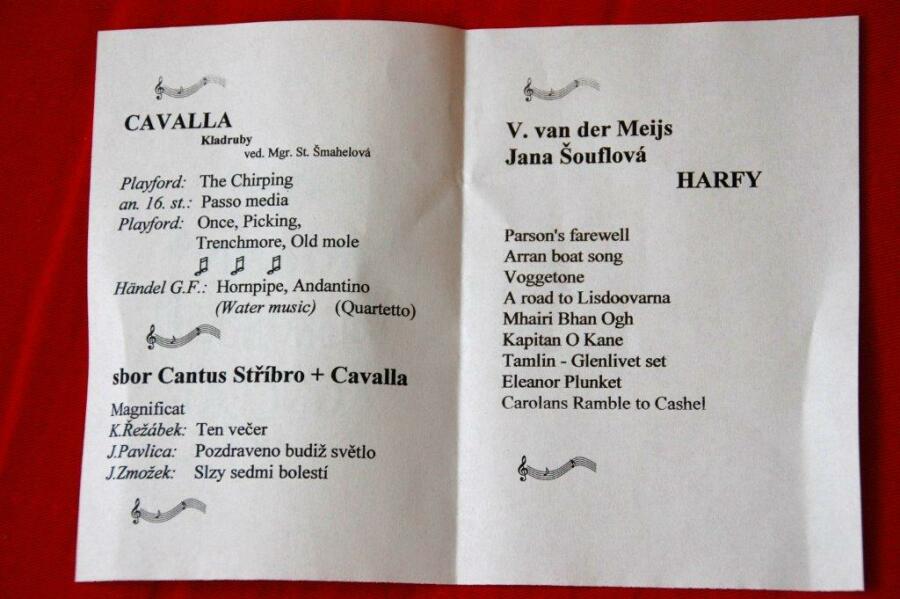 CAVALLA
Kladruby
ved. Mgr. St. Šmahelová
Playford: The Chirping
an. 16. st.: Passo media
Playford: Once, Picking,
Trenchmore, Old mole
Händel G.F.: Hornpipe, Andantino
(Water music) (Quartetto)
sbor Cantus Stříbro + Cavalla
Magnificat
K.Řežábek: Ten večer
J.Pavlica: Pozdraveno budiž světlo
J.Zmožek: Slzy sedmi bolestí
V. van der Meijs
Jana Šouflová
HARFY
Parson's farewell
Arran boat song
Voggetone
A road to Lisdoovarna
Mhairi Bhan Ogh
Kapitan O Kane
Tamlin - Glenlivet set
Eleanor Plunket
Carolans Ramble to Cashel